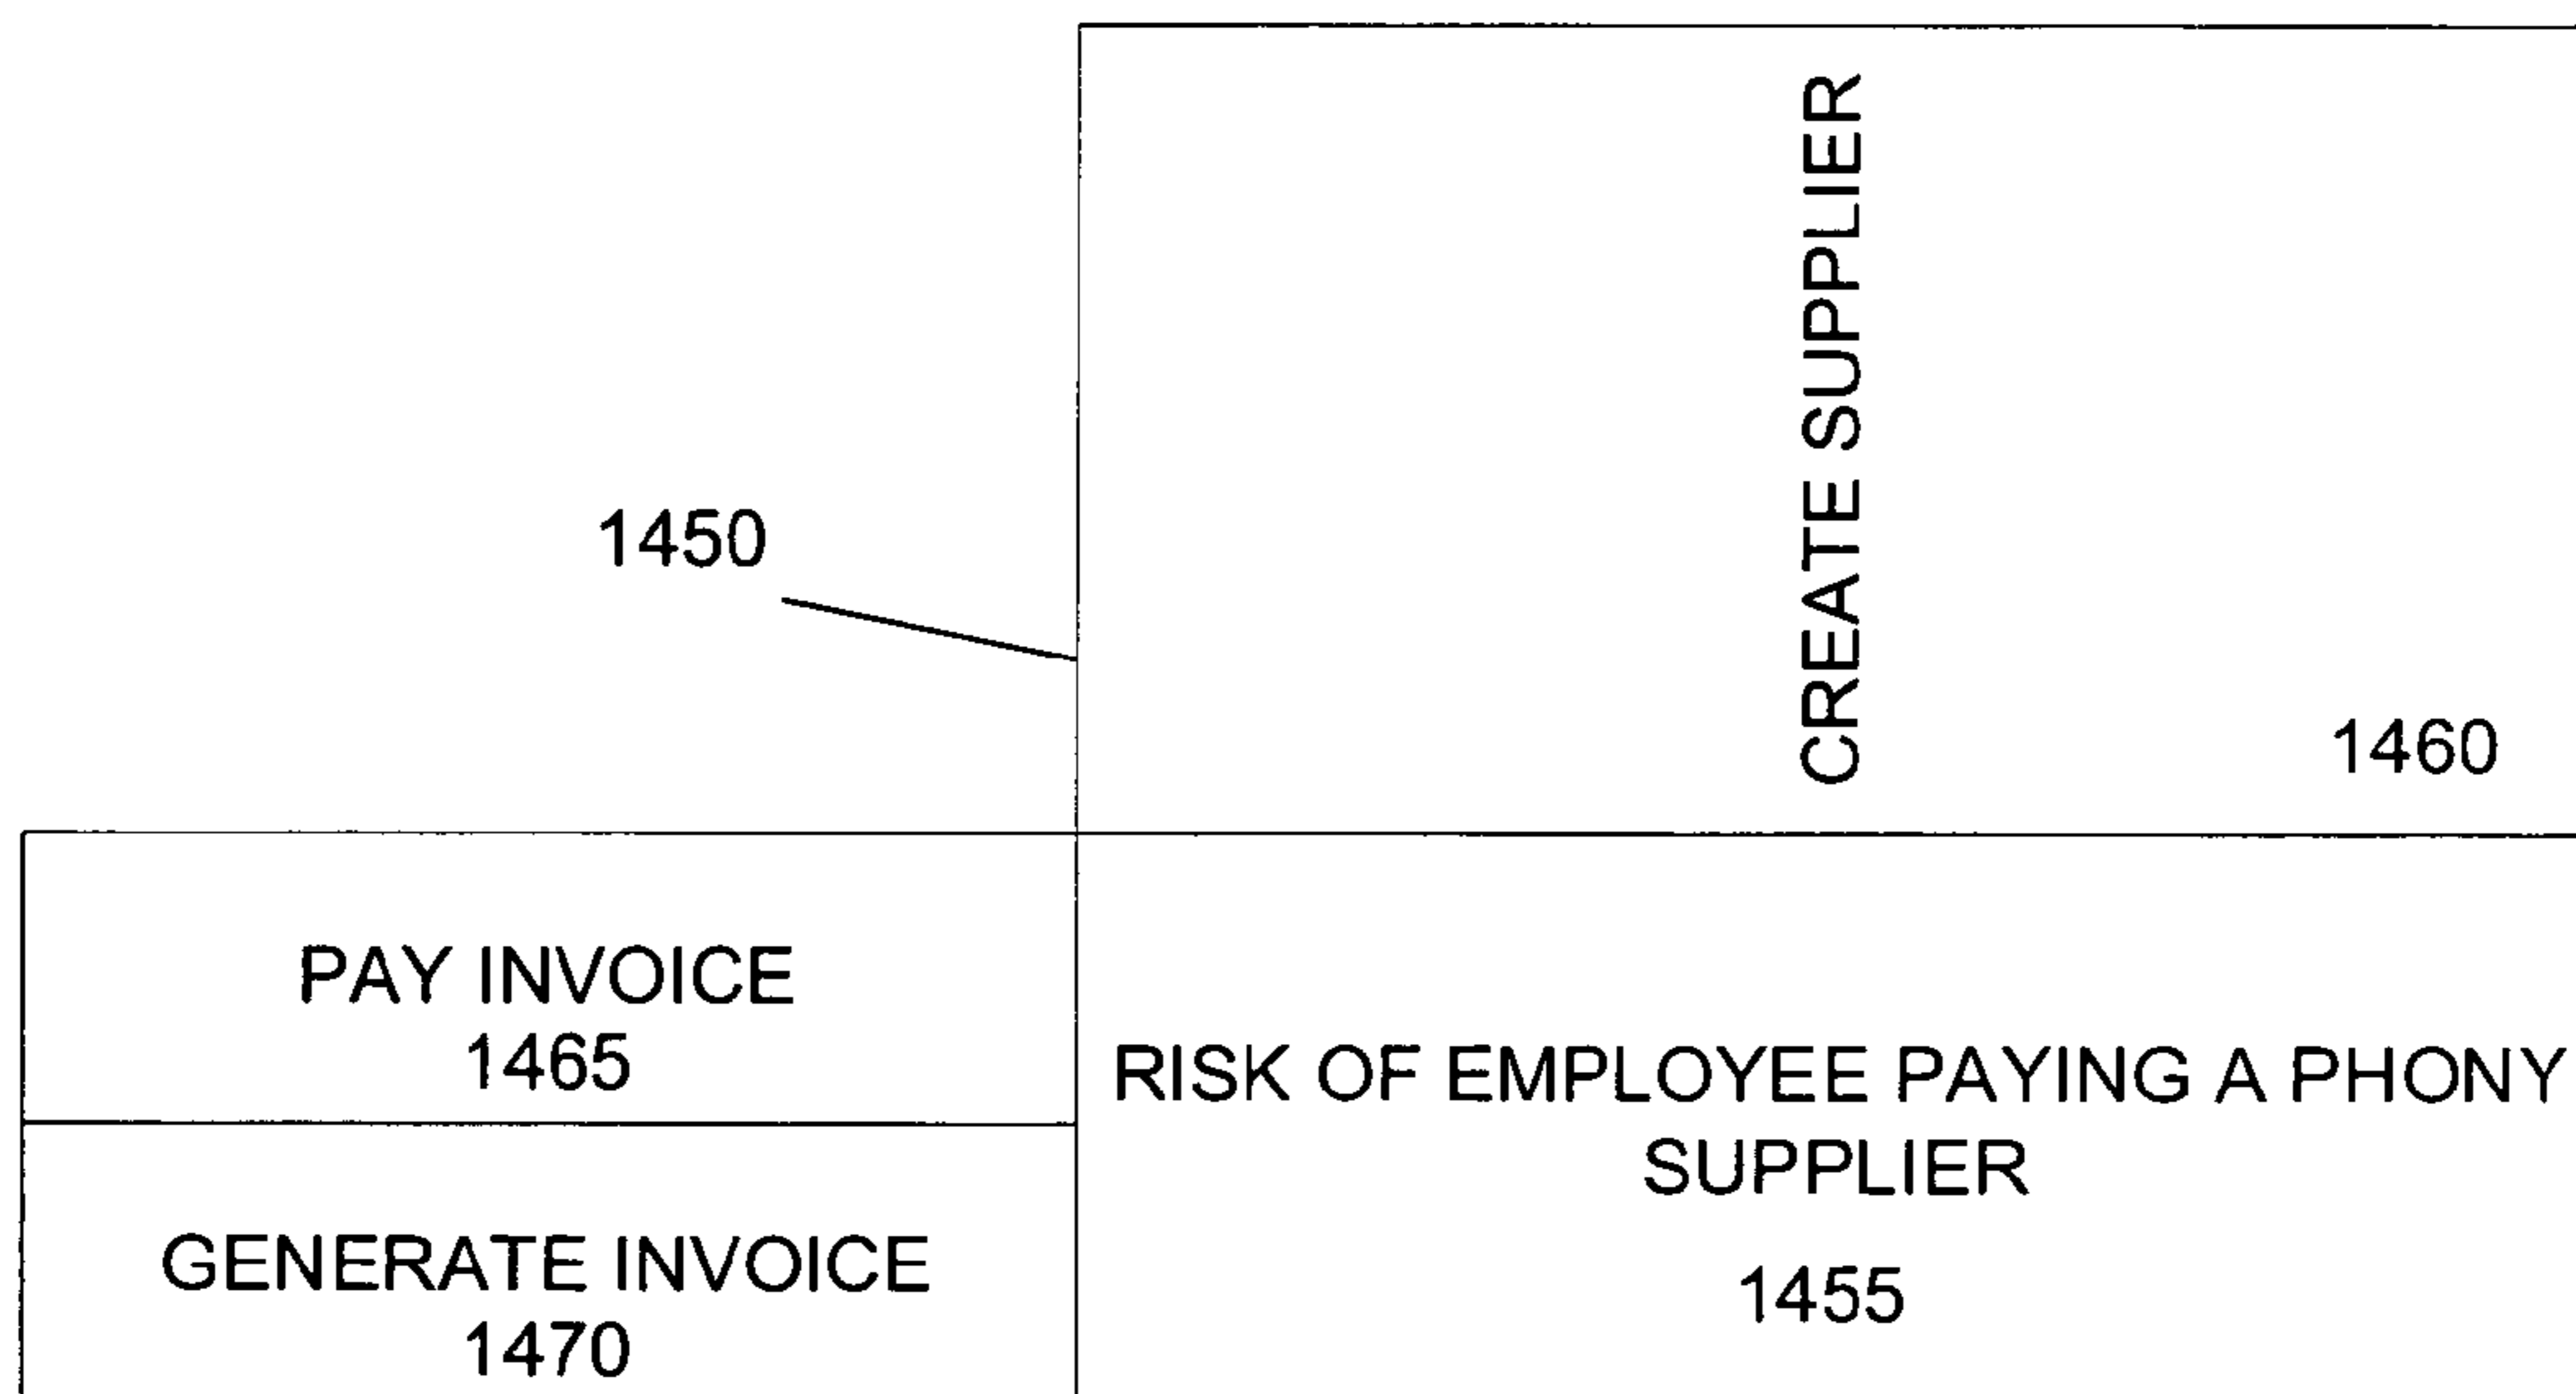 CREATE SUPPLIER
1450
1460
PAY INVOICE
1465
RISK OF EMPLOYEE PAYING A PHONY
SUPPLIER
1455
GENERATE INVOICE
1470